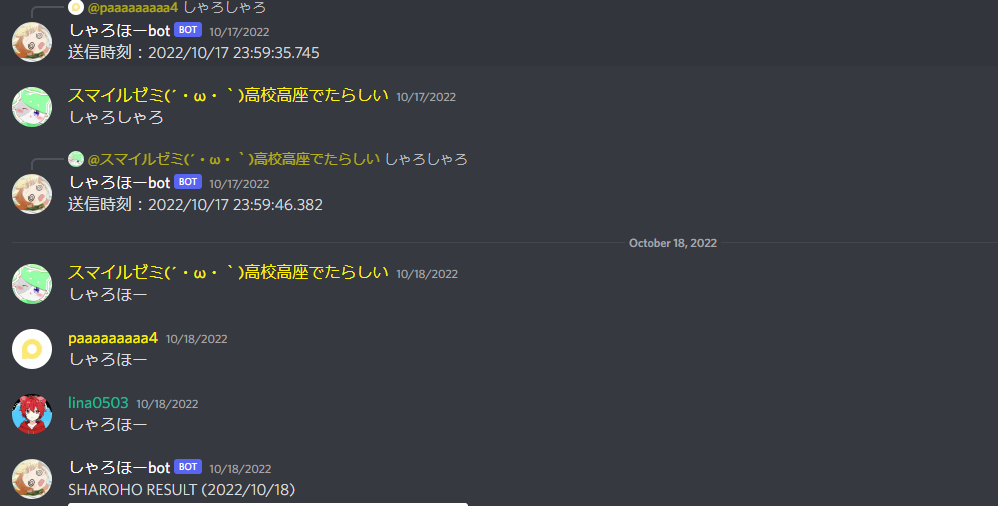 @paaaaaaaaa4 しゃろしゃろ
しゃろほーbot BOT 10/17/2022
送信時刻：2022/10/17 23:59:35.745
スマイルゼミ(´・ω・｀)高校高座でたらしい 10/17/2022
しゃろしゃろ
@スマイルゼミ(´・ω・｀)高校高座でたらしい しゃろしゃろ
しゃろほーbot BOT 10/17/2022
送信時刻：2022/10/17 23:59:46.382
October 18, 2022
スマイルゼミ(´・ω・｀)高校高座でたらしい 10/18/2022
しゃろほー
paaaaaaaaa4 10/18/2022
しゃろほー
lina0503 10/18/2022
しゃろほー
しゃろほーbot BOT 10/18/2022
SHAROHO RESULT (2022/10/18)